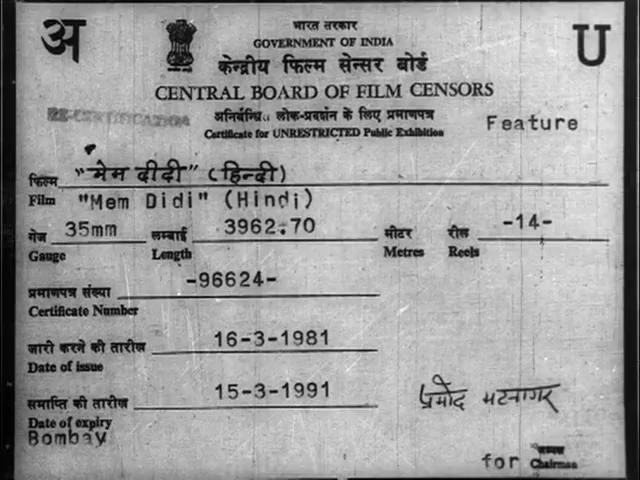 अ
U
भारत सरकार
GOVERNMENT OF INDIA
केन्द्रीय फिल्म सेन्सर बोर्ड
CENTRAL BOARD OF FILM CENSORS
अनिर्बन्धित लोक-प्रदर्शन के लिए प्रमाणपत्र
Certificate for UNRESTRICTED Public Exhibition
RE-CERTIFICATION
Feature
फिल्म "मेम दीदी" (हिन्दी)
Film "Mem Didi" (Hindi)
गेज 35mm लम्बाई 3962.70 मीटर रील -14-
Gauge Length Metres Reels
-96624-
प्रमाणपत्र संख्या
Certificate Number
जारी करने की तारीख 16-3-1981
Date of issue
समाप्ति की तारीख 15-3-1991
Date of expiry
Bombay
प्रमोद भटनागर
for Chairman